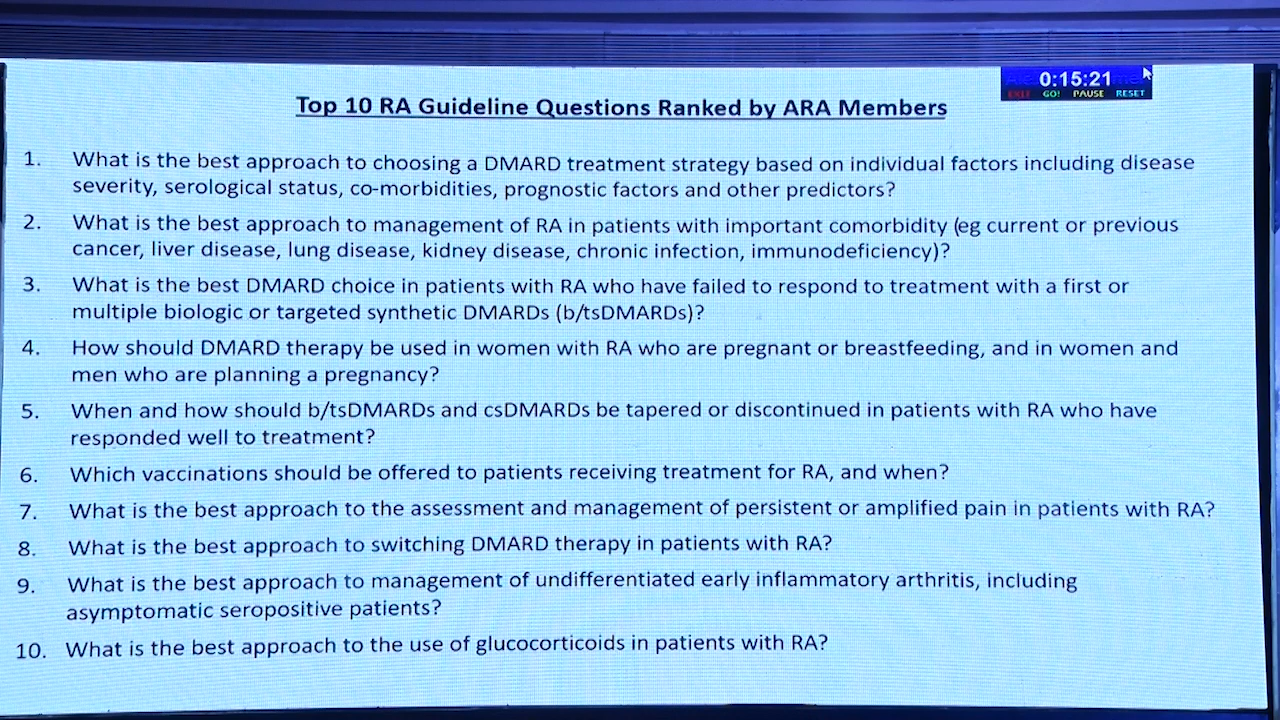 0:15:21
EXIT GO! PAUSE RESET
Top 10 RA Guideline Questions Ranked by ARA Members
1. What is the best approach to choosing a DMARD treatment strategy based on individual factors including disease
severity, serological status, co-morbidities, prognostic factors and other predictors?
2. What is the best approach to management of RA in patients with important comorbidity (eg current or previous
cancer, liver disease, lung disease, kidney disease, chronic infection, immunodeficiency)?
3. What is the best DMARD choice in patients with RA who have failed to respond to treatment with a first or
multiple biologic or targeted synthetic DMARDs (b/tsDMARDs)?
4. How should DMARD therapy be used in women with RA who are pregnant or breastfeeding, and in women and
men who are planning a pregnancy?
5. When and how should b/tsDMARDs and csDMARDs be tapered or discontinued in patients with RA who have
responded well to treatment?
6. Which vaccinations should be offered to patients receiving treatment for RA, and when?
7. What is the best approach to the assessment and management of persistent or amplified pain in patients with RA?
8. What is the best approach to switching DMARD therapy in patients with RA?
9. What is the best approach to management of undifferentiated early inflammatory arthritis, including
asymptomatic seropositive patients?
10. What is the best approach to the use of glucocorticoids in patients with RA?